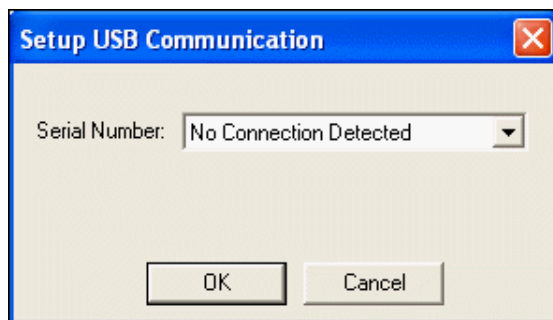 Setup USB Communication
Serial Number: No Connection Detected
OK Cancel